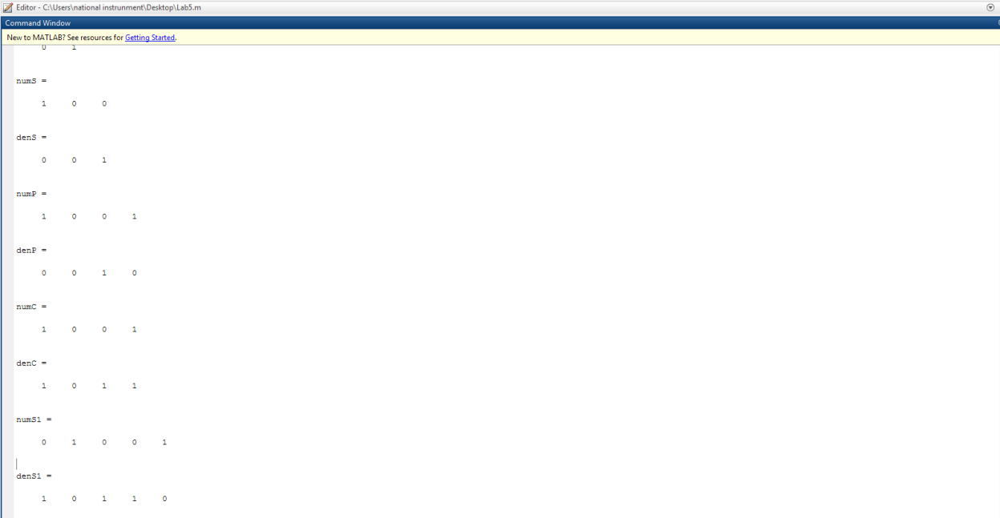 Editor - C:\Users\national instrunment\Desktop\Lab5.m
Command Window
New to MATLAB? See resources for Getting Started.
0 1
numS =
1 0 0
denS =
0 0 1
numP =
1 0 0 1
denP =
0 0 1 0
numC =
1 0 0 1
denC =
1 0 1 1
numS1 =
0 1 0 0 1
denS1 =
1 0 1 1 0